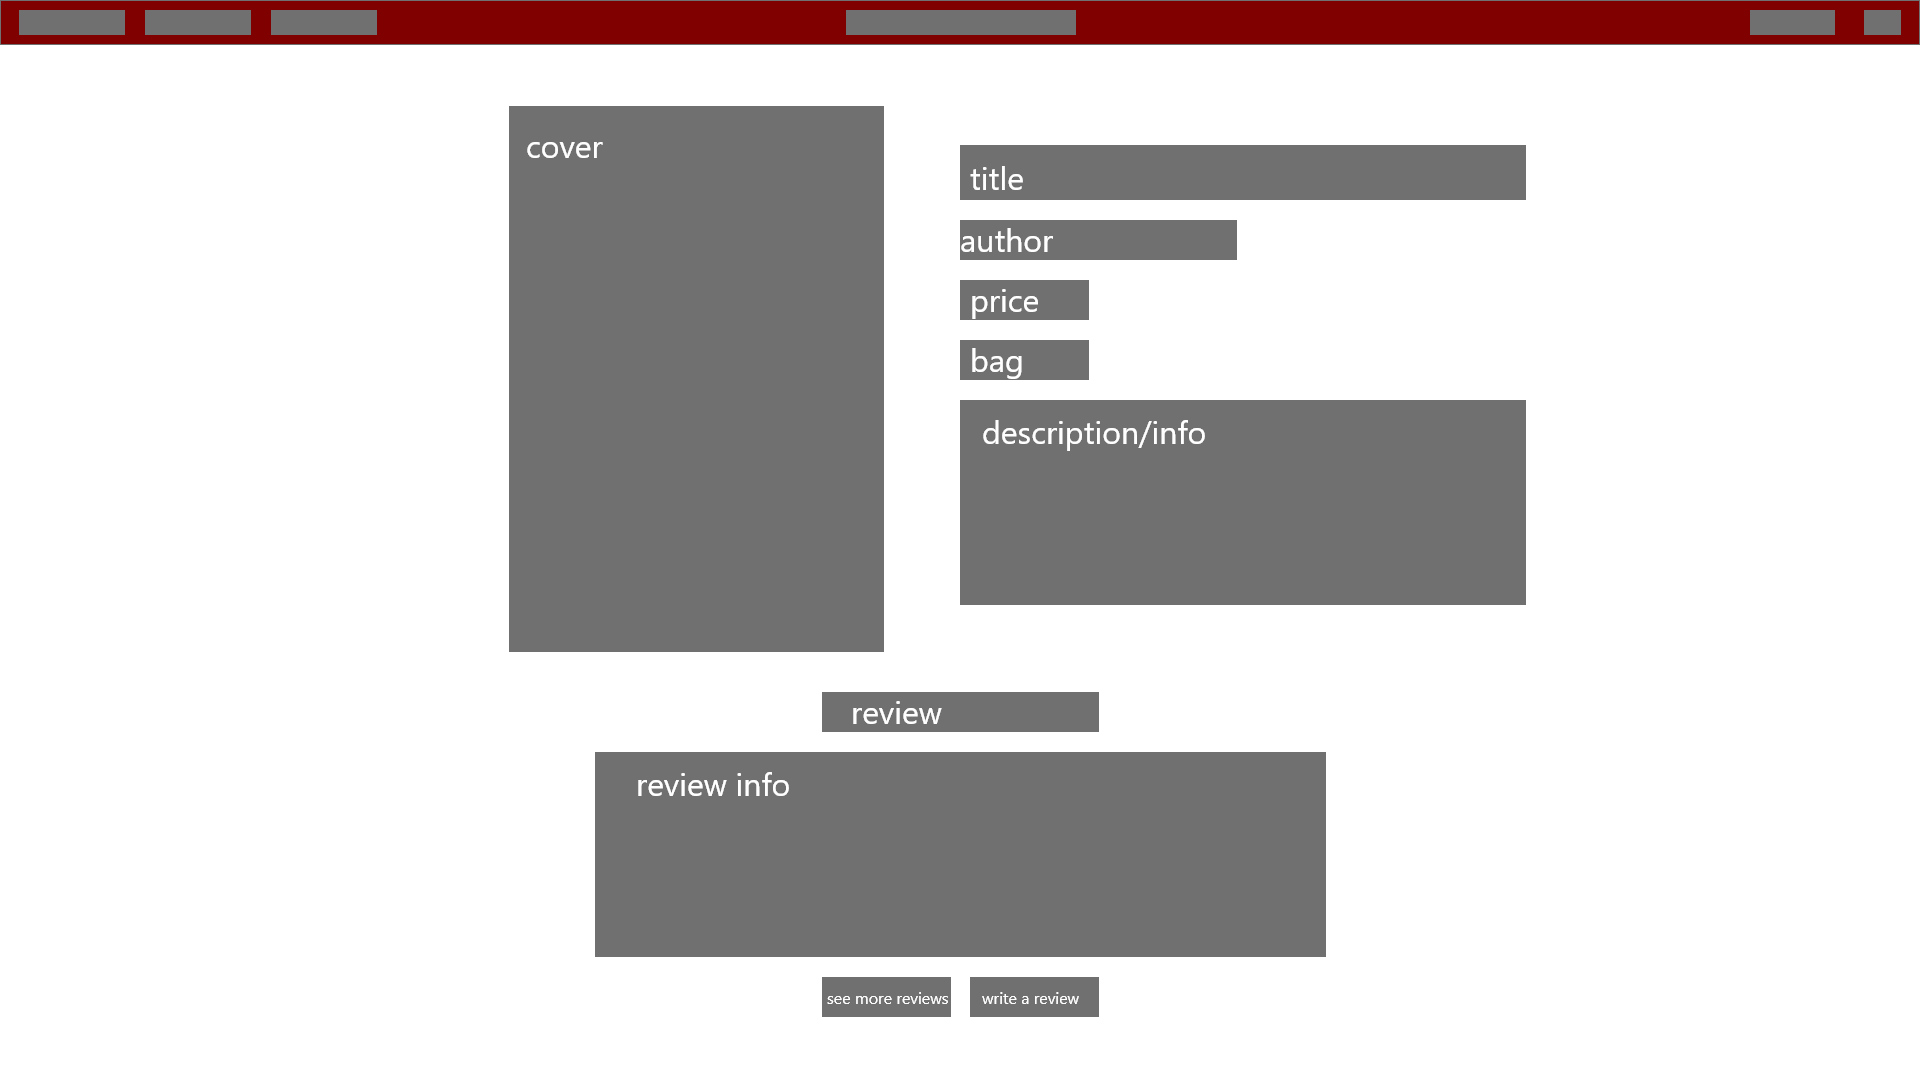 cover
title
author
price
bag
description/info
review
review info
see more reviews
write a review